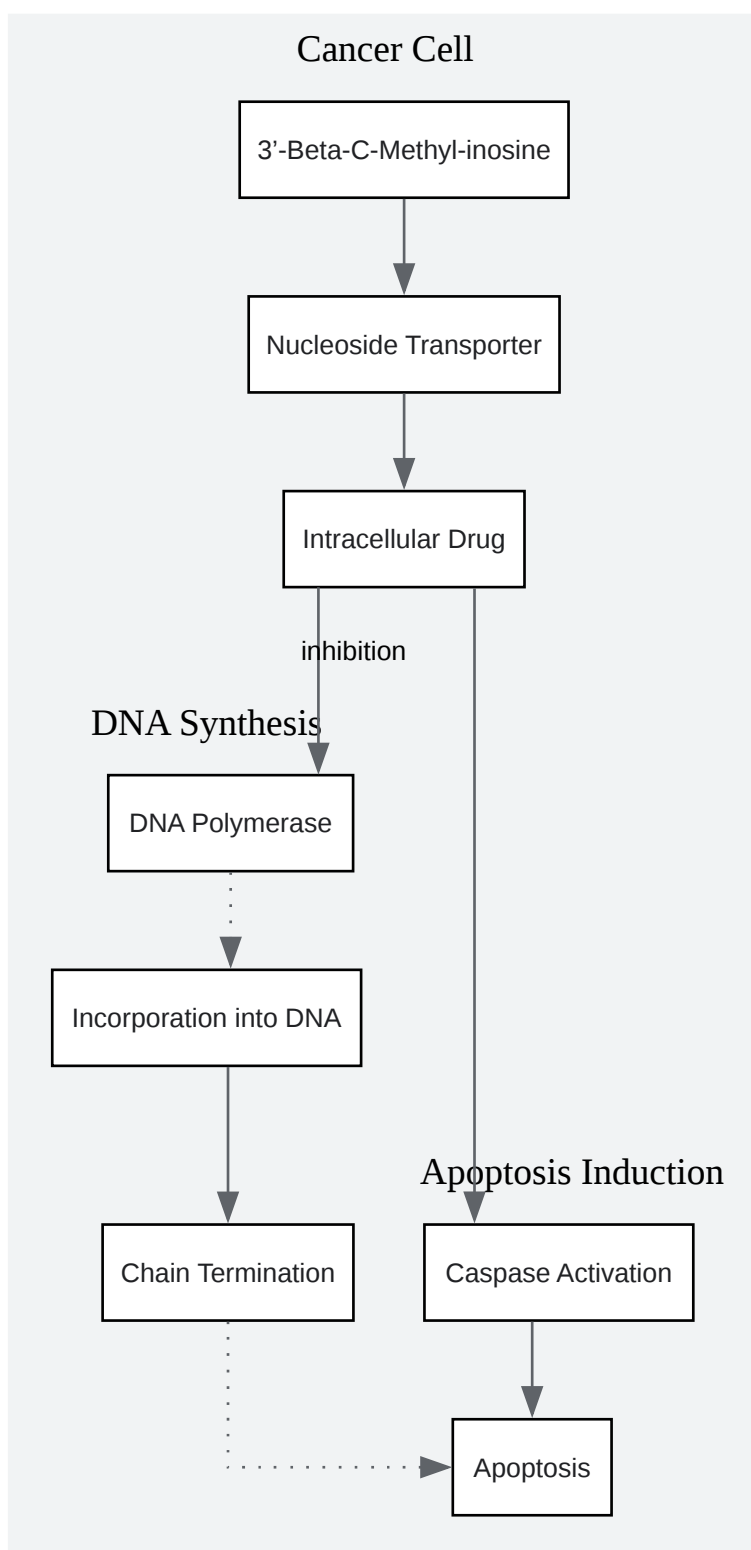 Cancer Cell
3’-Beta-C-Methyl-inosine
Nucleoside Transporter
Intracellular Drug
inhibition
DNA Synthesis
DNA Polymerase
Incorporation into DNA
Apoptosis Induction
Chain Termination
Caspase Activation
Apoptosis